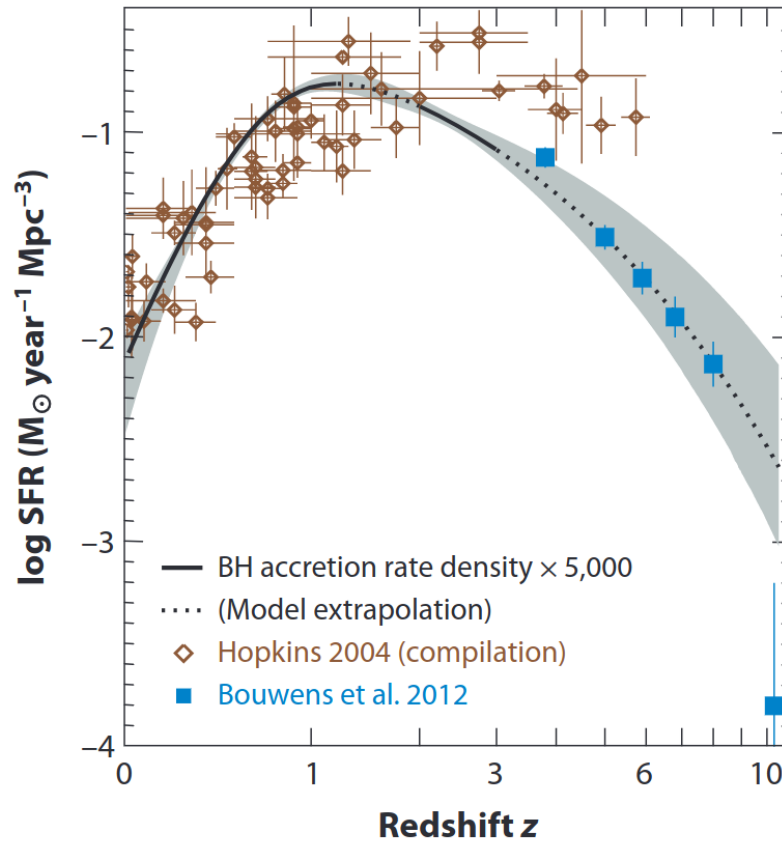 log SFR (M⊙ year⁻¹ Mpc⁻³)
−1
−2
−3
−4
BH accretion rate density × 5,000
(Model extrapolation)
Hopkins 2004 (compilation)
Bouwens et al. 2012
0 1 3 6 10
Redshift z